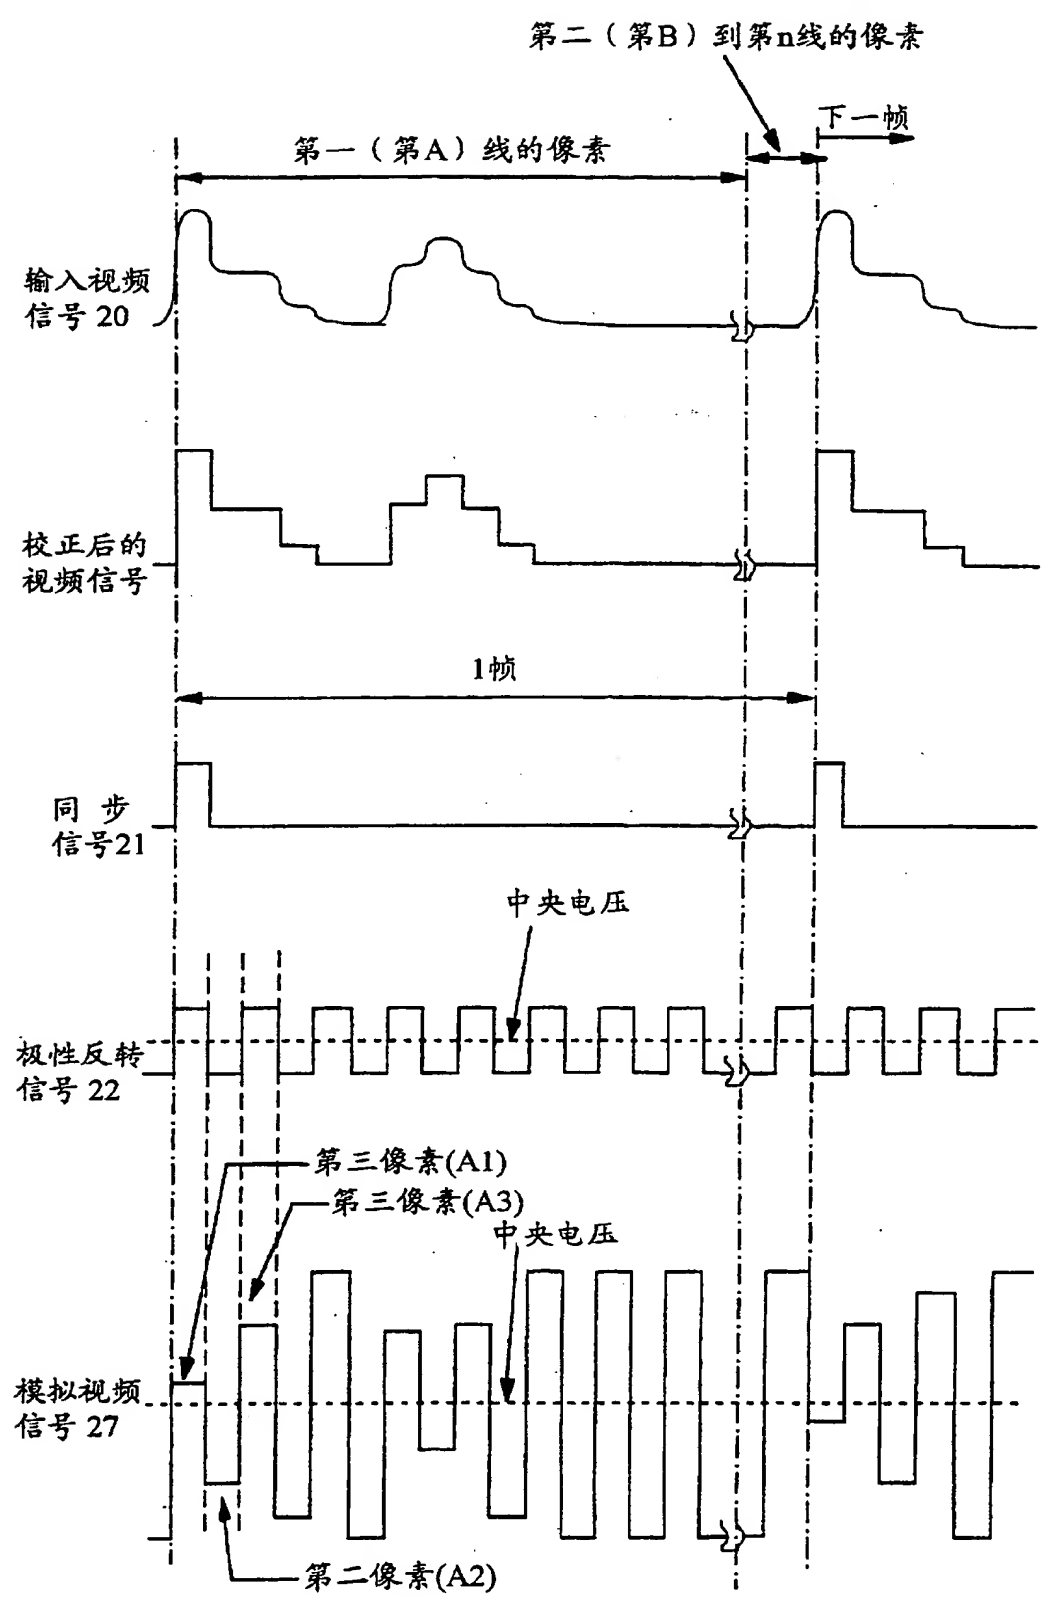 第二（第B）到第n线的像素
下一帧
第一（第A）线的像素
输入视频
信号 20
校正后的
视频信号
1帧
同 步
信号21
中央电压
极性反转
信号 22
第三像素(A1)
第三像素(A3)
中央电压
模拟视频
信号 27
第二像素(A2)